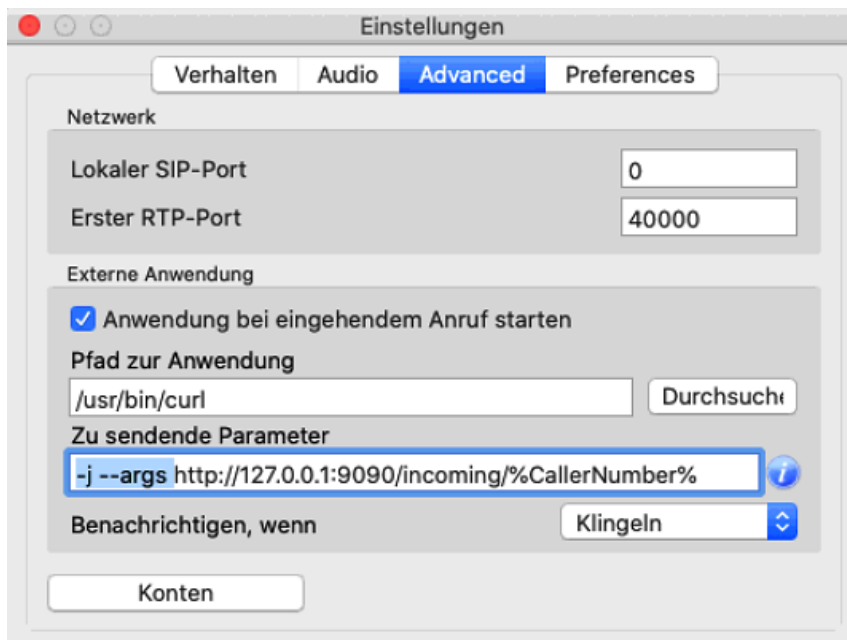 Einstellungen
Verhalten Audio Advanced Preferences
Netzwerk
Lokaler SIP-Port 0
Erster RTP-Port 40000
Externe Anwendung
Anwendung bei eingehendem Anruf starten
Pfad zur Anwendung
/usr/bin/curl Durchsuche
Zu sendende Parameter
-j --args http://127.0.0.1:9090/incoming/%CallerNumber% i
Benachrichtigen, wenn Klingeln
Konten